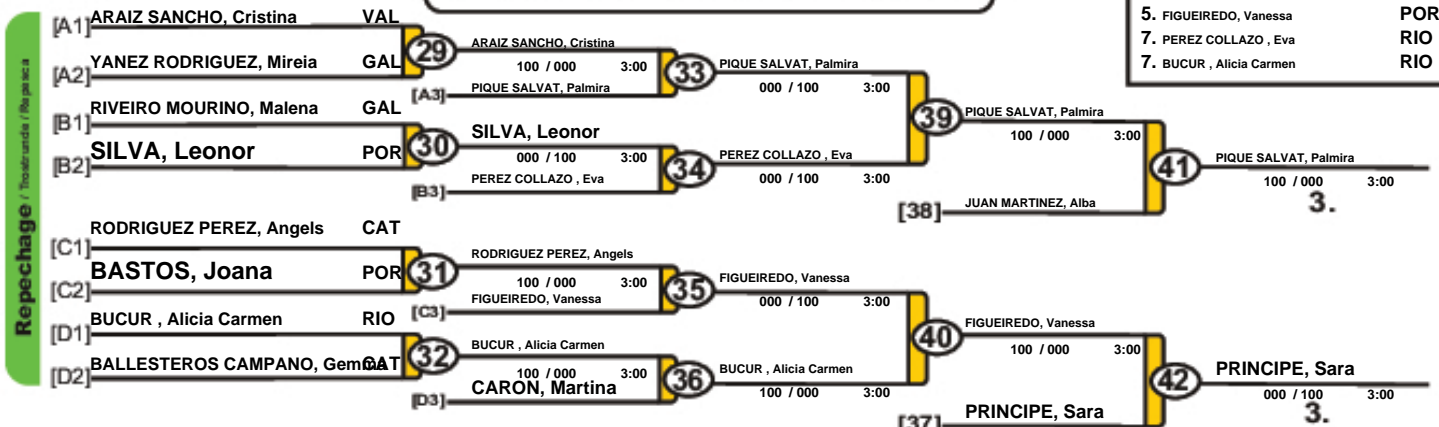 Repechage / Trostrunde / Repesca
[A1] ARAIZ SANCHO, Cristina VAL
[A2] YANEZ RODRIGUEZ, Mireia GAL
29
[B1] RIVEIRO MOURINO, Malena GAL
[B2] SILVA, Leonor POR
30
[C1] RODRIGUEZ PEREZ, Angels CAT
[C2] BASTOS, Joana POR
31
[D1] BUCUR , Alicia Carmen RIO
[D2] BALLESTEROS CAMPANO, Gemma CAT
32
ARAIZ SANCHO, Cristina
100 / 000 3:00
[A3] PIQUE SALVAT, Palmira
33
SILVA, Leonor
000 / 100 3:00
[B3] PEREZ COLLAZO , Eva
34
RODRIGUEZ PEREZ, Angels
100 / 000 3:00
[C3] FIGUEIREDO, Vanessa
35
BUCUR , Alicia Carmen
100 / 000 3:00
[D3] CARON, Martina
36
PIQUE SALVAT, Palmira
000 / 100 3:00
39
PEREZ COLLAZO , Eva
000 / 100 3:00
FIGUEIREDO, Vanessa
000 / 100 3:00
40
BUCUR , Alicia Carmen
100 / 000 3:00
PIQUE SALVAT, Palmira
100 / 000 3:00
[38] JUAN MARTINEZ, Alba
41
FIGUEIREDO, Vanessa
100 / 000 3:00
[37] PRINCIPE, Sara
42
PIQUE SALVAT, Palmira
100 / 000 3:00
3.
PRINCIPE, Sara
000 / 100 3:00
3.
5. FIGUEIREDO, Vanessa POR
7. PEREZ COLLAZO , Eva RIO
7. BUCUR , Alicia Carmen RIO